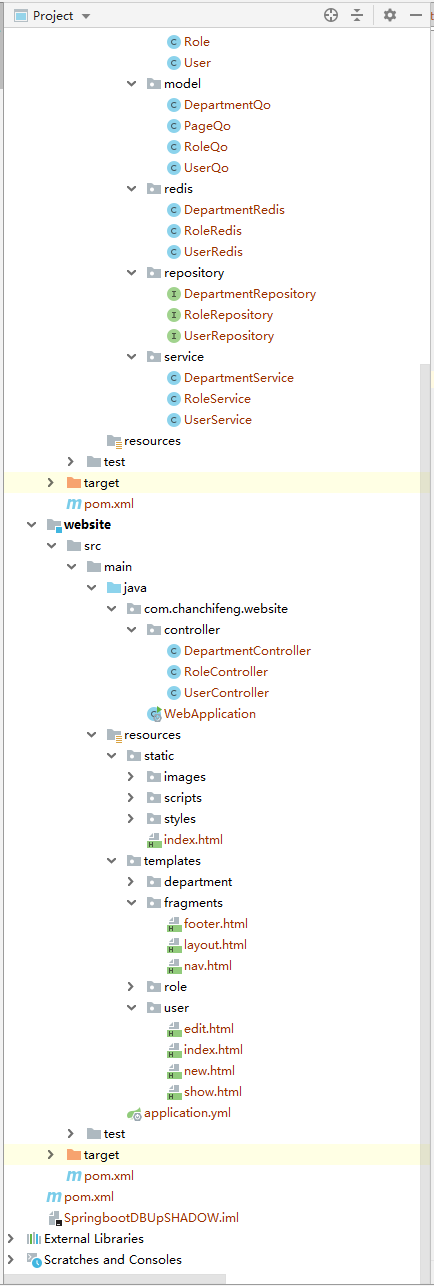 Project
Role
User
model
DepartmentQo
PageQo
RoleQo
UserQo
redis
DepartmentRedis
RoleRedis
UserRedis
repository
DepartmentRepository
RoleRepository
UserRepository
service
DepartmentService
RoleService
UserService
resources
test
target
pom.xml
website
src
main
java
com.chanchifeng.website
controller
DepartmentController
RoleController
UserController
WebApplication
resources
static
images
scripts
styles
index.html
templates
department
fragments
footer.html
layout.html
nav.html
role
user
edit.html
index.html
new.html
show.html
application.yml
test
target
pom.xml
pom.xml
SpringbootDBUpSHADOW.iml
External Libraries
Scratches and Consoles